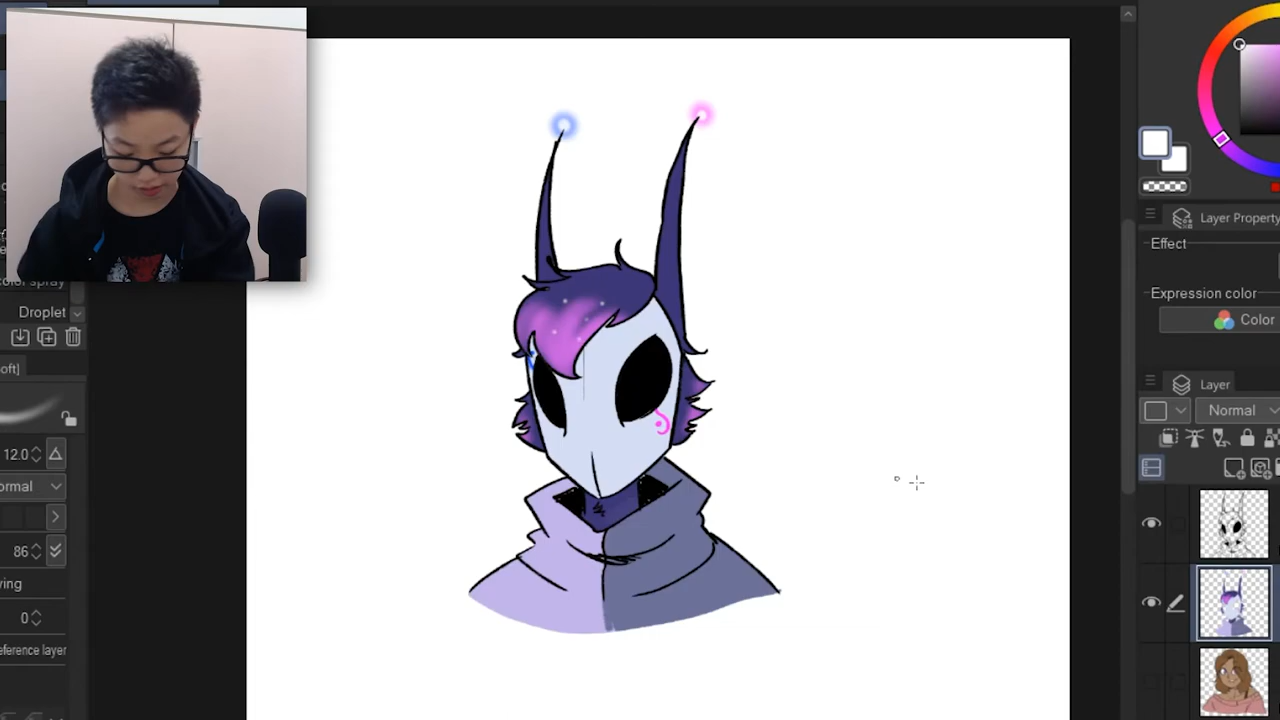 color spray
Droplet
oft]
12.0
ormal
86
ying
0
eference layer
Layer Property
Effect
Expression color
Color
Layer
Normal